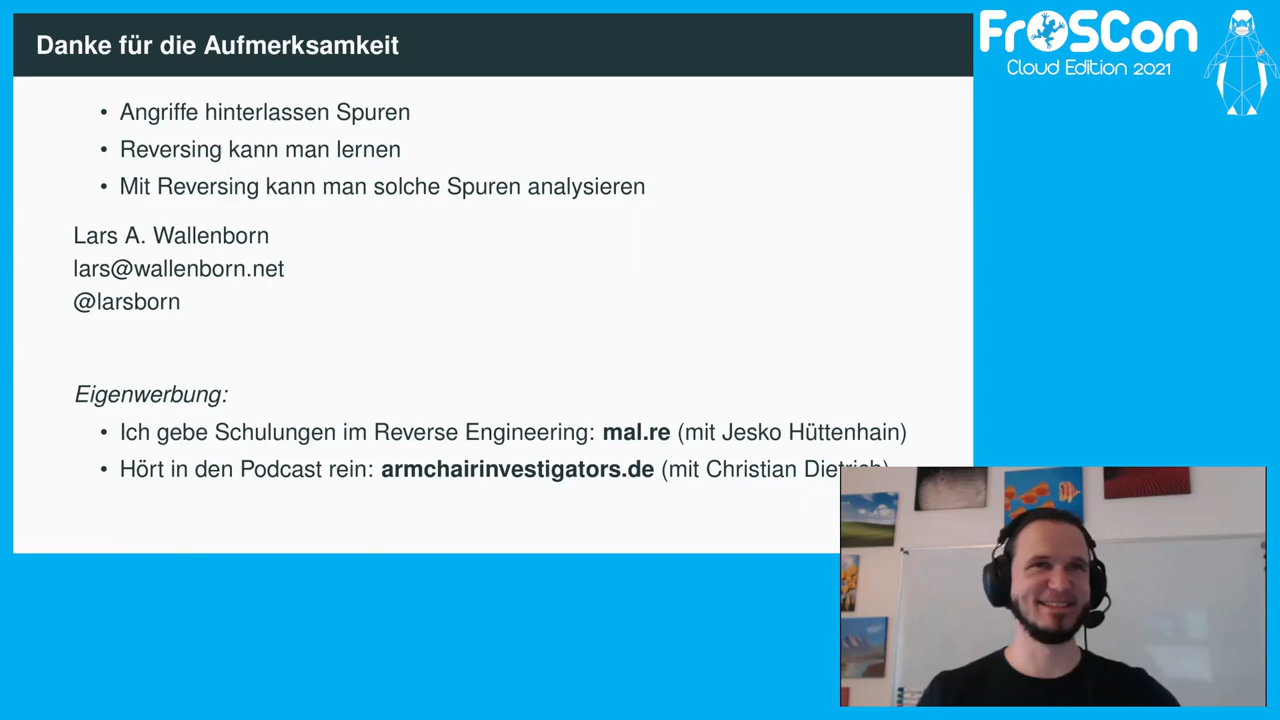 Danke für die Aufmerksamkeit
FrOSCon
Cloud Edition 2021
• Angriffe hinterlassen Spuren
• Reversing kann man lernen
• Mit Reversing kann man solche Spuren analysieren
Lars A. Wallenborn
lars@wallenborn.net
@larsborn
Eigenwerbung:
• Ich gebe Schulungen im Reverse Engineering: mal.re (mit Jesko Hüttenhain)
• Hört in den Podcast rein: armchairinvestigators.de (mit Christian Dietrich)